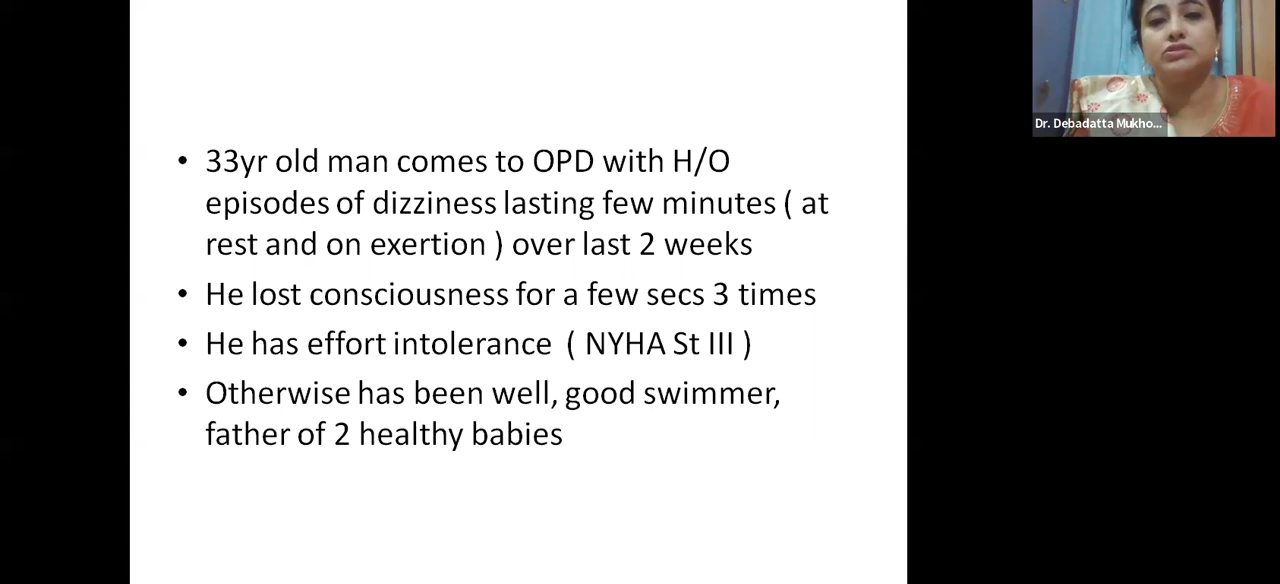 • 33yr old man comes to OPD with H/O
episodes of dizziness lasting few minutes ( at
rest and on exertion ) over last 2 weeks
• He lost consciousness for a few secs 3 times
• He has effort intolerance ( NYHA St III )
• Otherwise has been well, good swimmer,
father of 2 healthy babies
Dr. Debadatta Mukho...